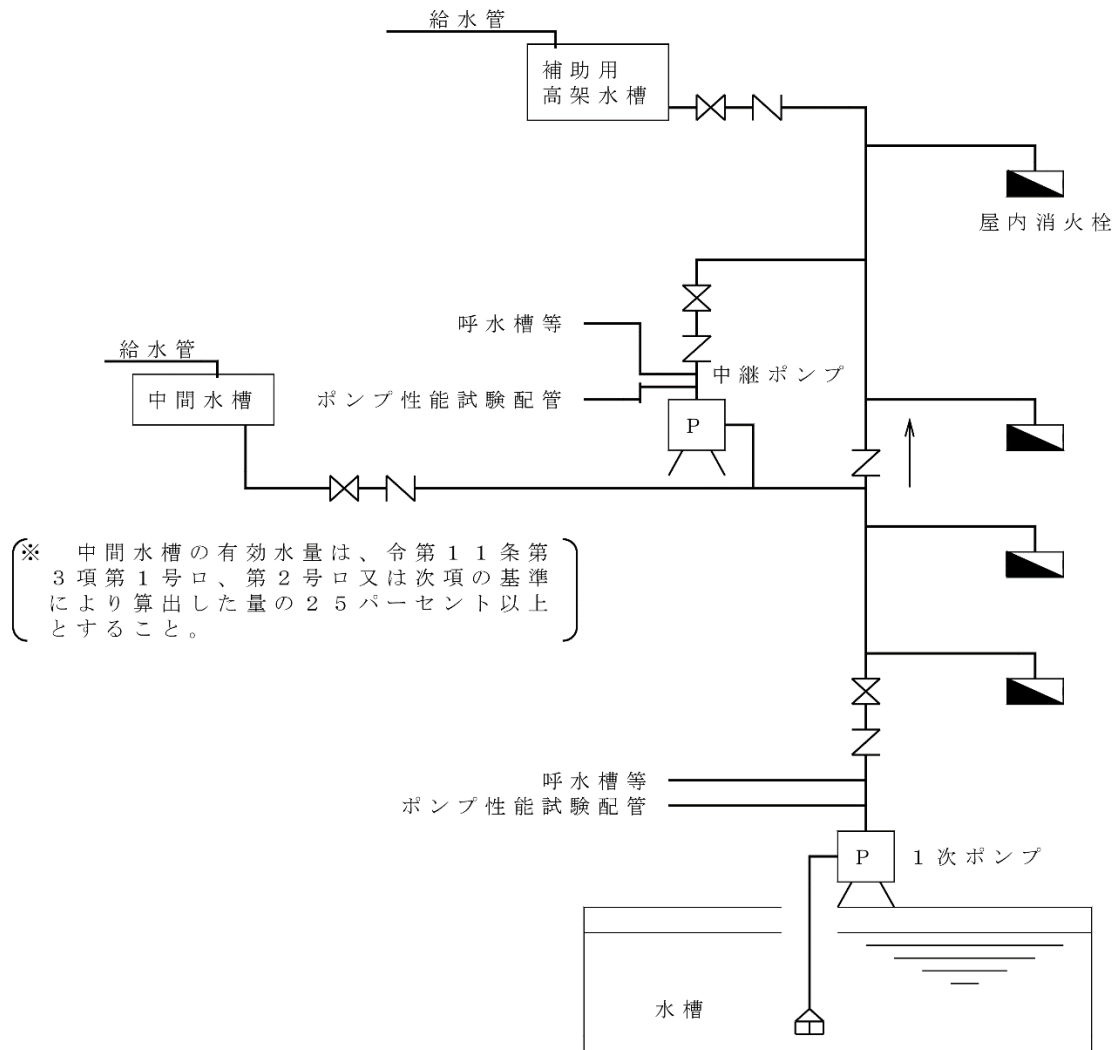 給水管
補助用
高架水槽
屋内消火栓
呼水槽等
給水管
中継ポンプ
中間水槽
ポンプ性能試験配管
P
※　中間水槽の有効水量は、令第１１条第
３項第１号ロ、第２号ロ又は次項の基準
により算出した量の２５パーセント以上
とすること。
呼水槽等
ポンプ性能試験配管
P
１次ポンプ
水槽